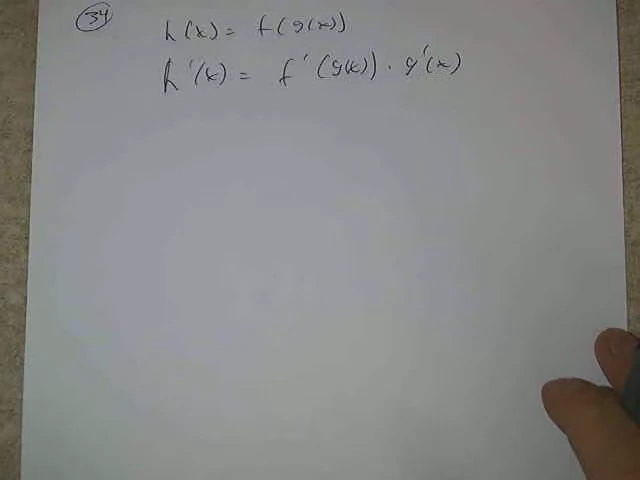 34 h(x) = f(g(x))
h'(x) = f'(g(x)) · g'(x)